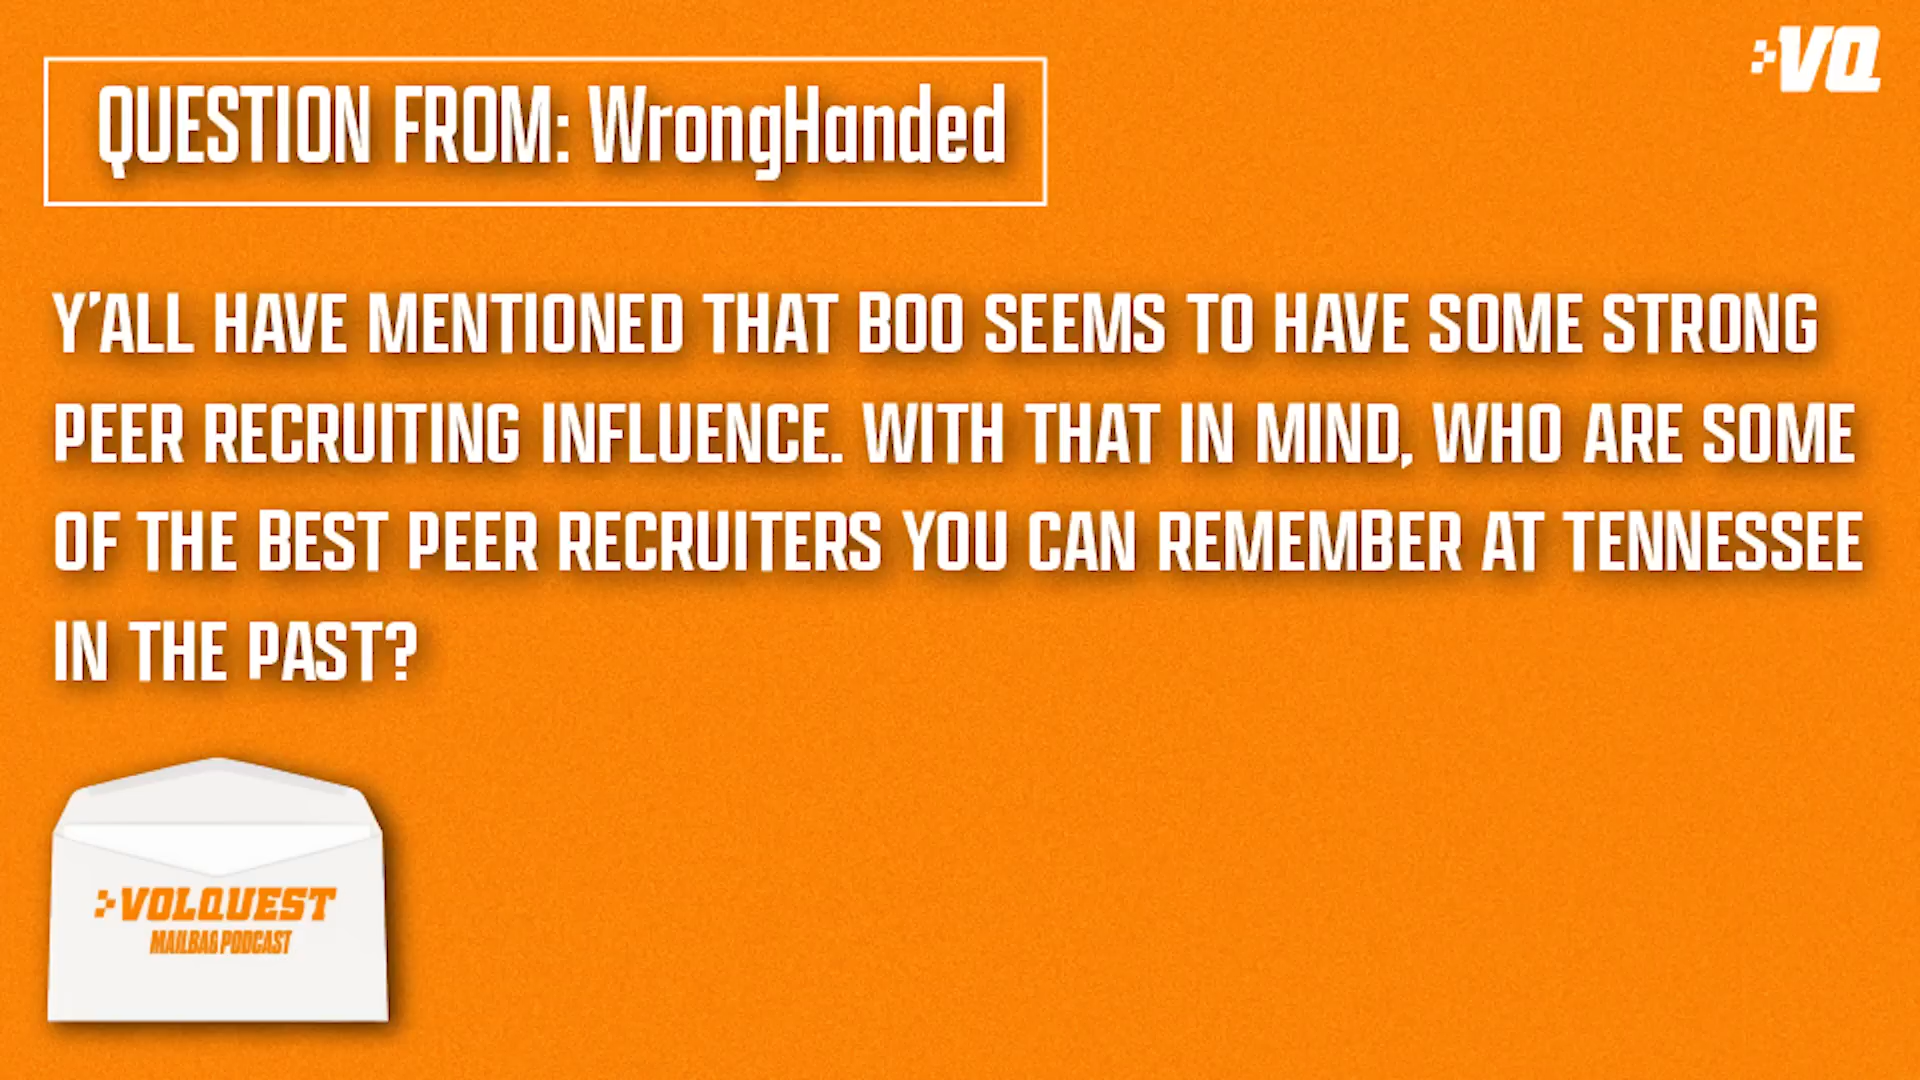 VQ
QUESTION FROM: WrongHanded
Y'ALL HAVE MENTIONED THAT BOO SEEMS TO HAVE SOME STRONG
PEER RECRUITING INFLUENCE. WITH THAT IN MIND, WHO ARE SOME
OF THE BEST PEER RECRUITERS YOU CAN REMEMBER AT TENNESSEE
IN THE PAST?
VOLQUEST
MAILBAG PODCAST